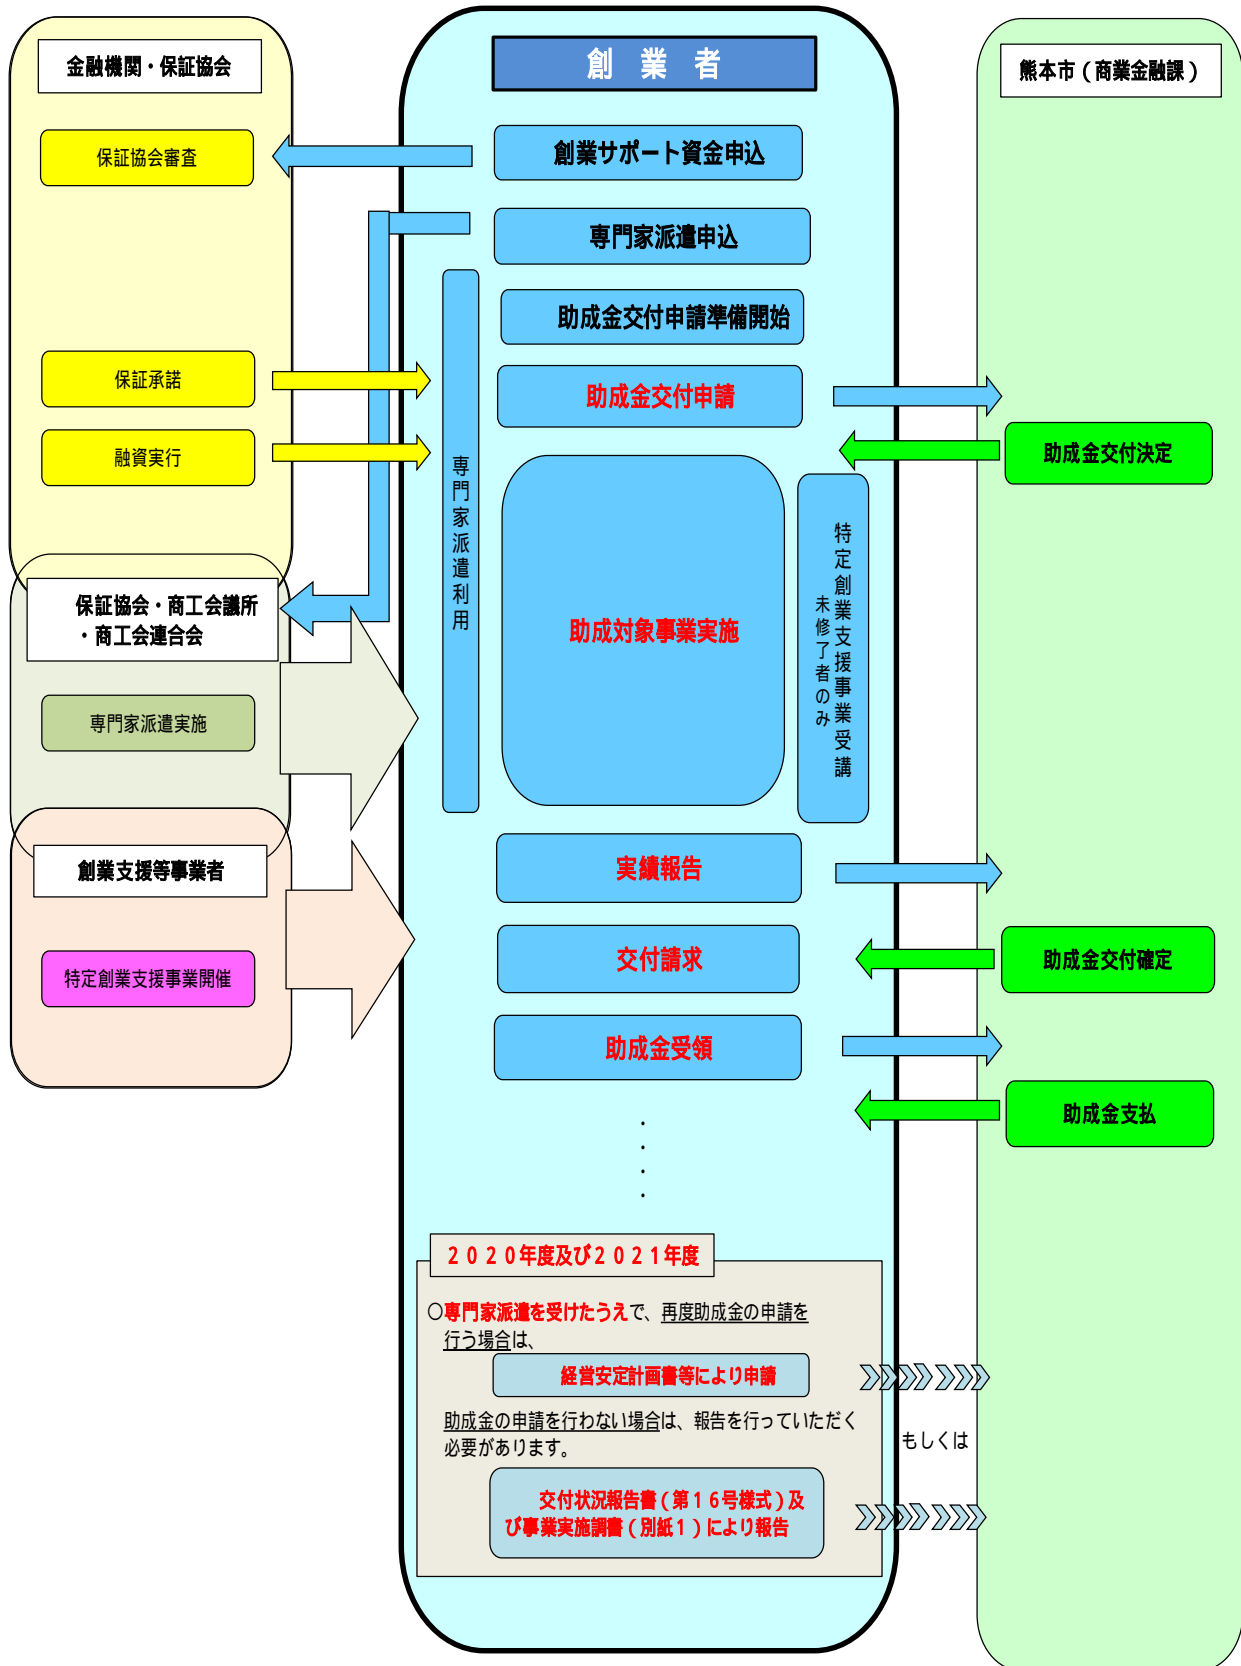 金融機関・保証協会
保証協会審査
保証承諾
融資実行
保証協会・商工会議所
・商工会連合会
専門家派遣実施
創業支援等事業者
特定創業支援事業開催
創　業　者
創業サポート資金申込
専門家派遣申込
助成金交付申請準備開始
助成金交付申請
専門家派遣利用
助成対象事業実施
特定創業支援事業受講
未修了者のみ
実績報告
交付請求
助成金受領
・
・
・
・
２０２０年度及び２０２１年度
○専門家派遣を受けたうえで、再度助成金の申請を
行う場合は、
経営安定計画書等により申請
助成金の申請を行わない場合は、報告を行っていただく
必要があります。
交付状況報告書（第１６号様式）及
び事業実施調書（別紙１）により報告
もしくは
熊本市（商業金融課）
助成金交付決定
助成金交付確定
助成金支払